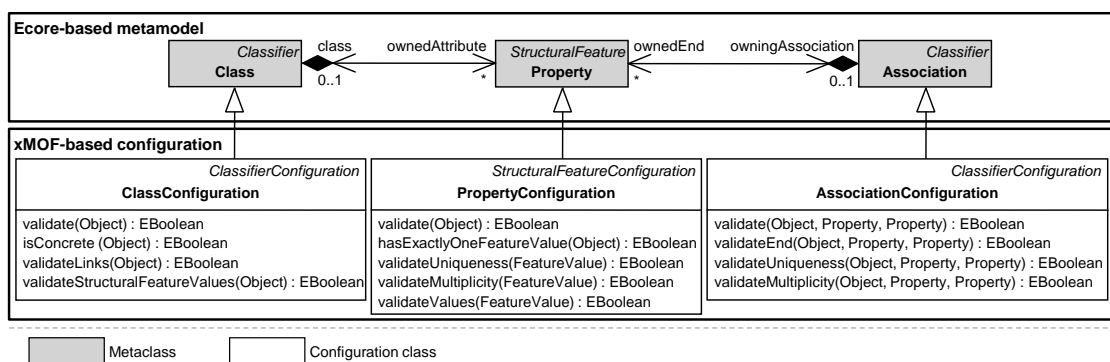 Ecore-based metamodel
Classifier
Class
class
0..1
ownedAttribute
*
StructuralFeature
Property
ownedEnd
*
owningAssociation
0..1
Classifier
Association
xMOF-based configuration
ClassifierConfiguration
ClassConfiguration
validate(Object) : EBoolean
isConcrete (Object) : EBoolean
validateLinks(Object) : EBoolean
validateStructuralFeatureValues(Object) : EBoolean
StructuralFeatureConfiguration
PropertyConfiguration
validate(Object) : EBoolean
hasExactlyOneFeatureValue(Object) : EBoolean
validateUniqueness(FeatureValue) : EBoolean
validateMultiplicity(FeatureValue) : EBoolean
validateValues(FeatureValue) : EBoolean
ClassifierConfiguration
AssociationConfiguration
validate(Object, Property, Property) : EBoolean
validateEnd(Object, Property, Property) : EBoolean
validateUniqueness(Object, Property, Property) : EBoolean
validateMultiplicity(Object, Property, Property) : EBoolean
Metaclass
Configuration class